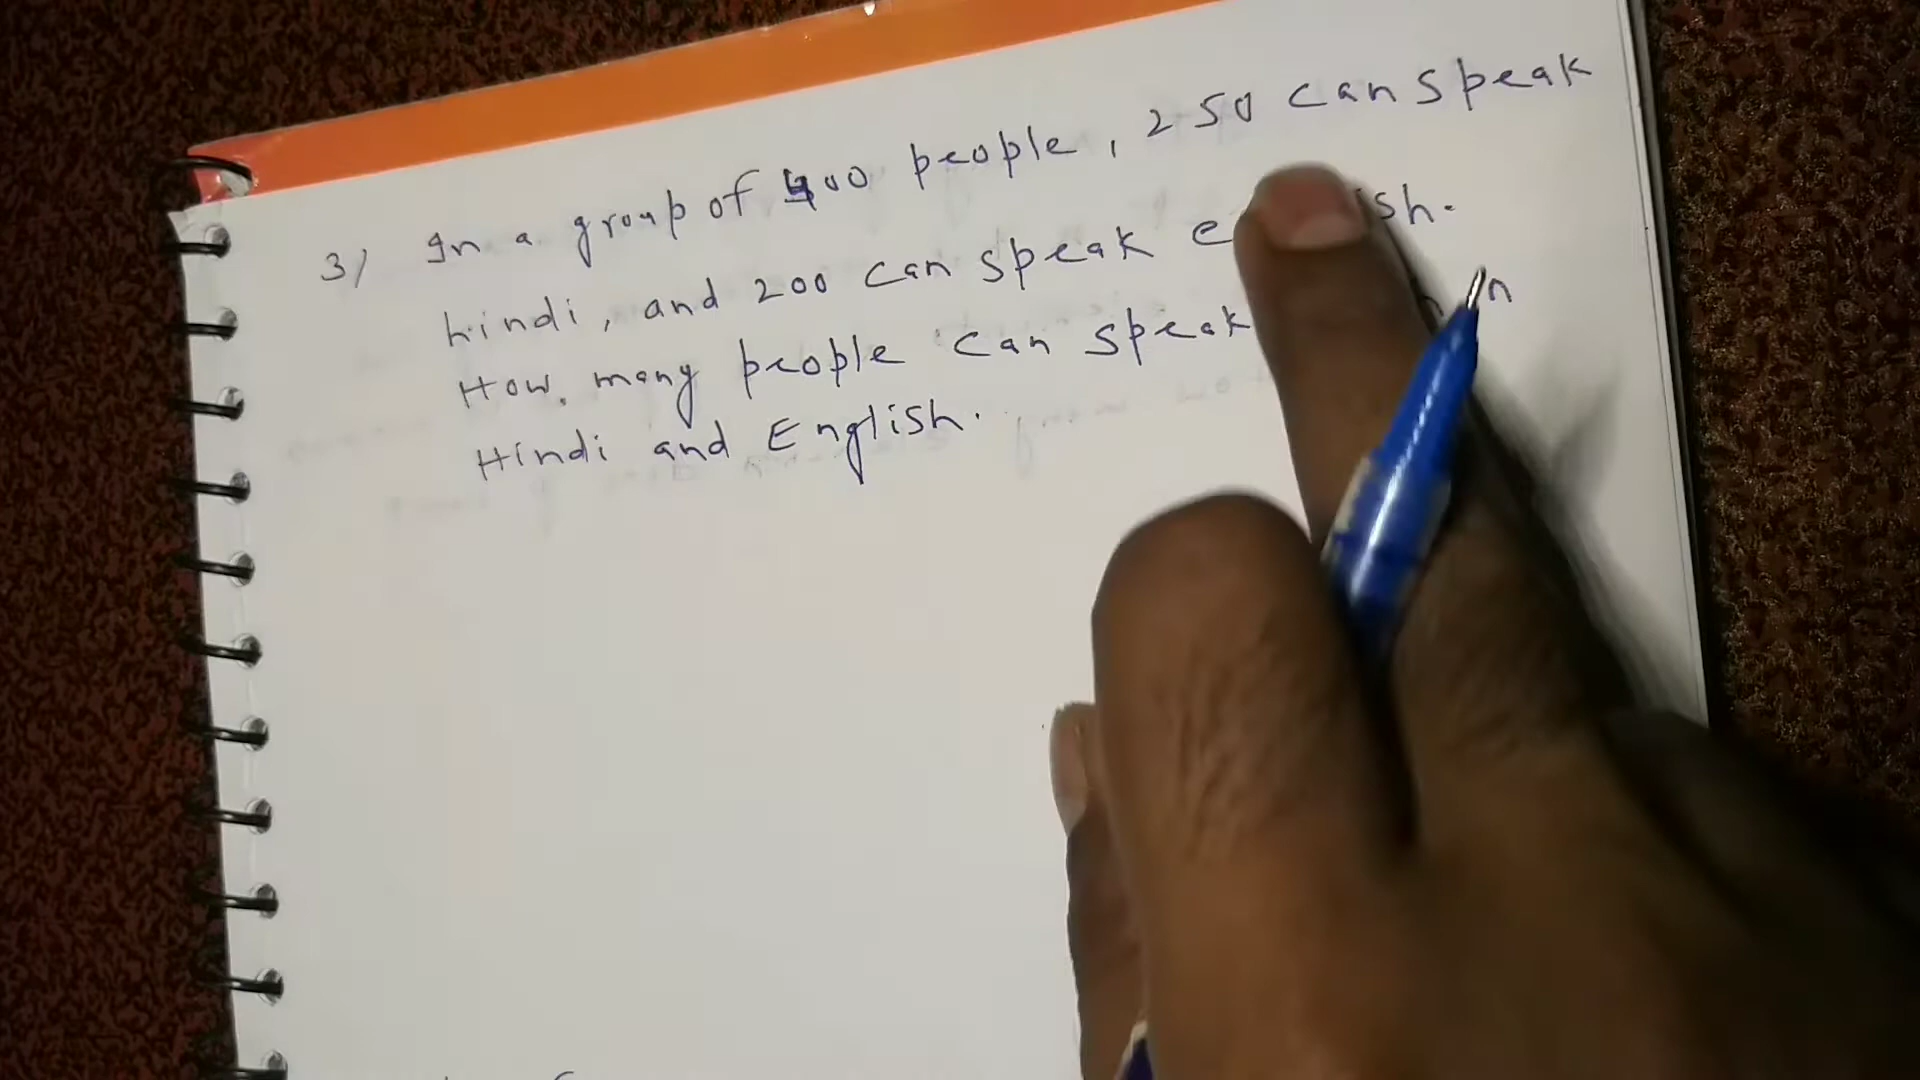 3) In a group of 400 people, 250 can speak
hindi, and 200 can speak
How many people can speak
Hindi and English.